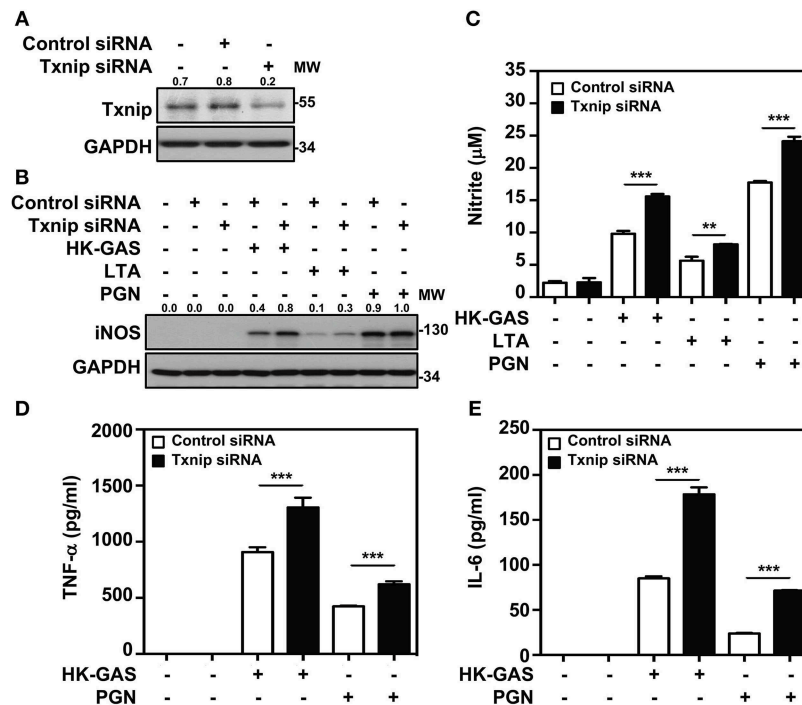 A
Control siRNA - + -
Txnip siRNA - - + MW
0.7 0.8 0.2
Txnip -55
GAPDH -34
B
Control siRNA - + - + - + - + -
Txnip siRNA - - + - + - + - +
HK-GAS - - - + + - - - -
LTA - - - - - + + - -
PGN - - - - - - - + + MW
0.0 0.0 0.0 0.4 0.8 0.1 0.3 0.9 1.0
iNOS -130
GAPDH -34
C
Control siRNA
Txnip siRNA
Nitrite (µM)
35
30
25
20
15
10
5
0
*** ** ***
HK-GAS - - + + - - - -
LTA - - - - + + - -
PGN - - - - - - + +
D
Control siRNA
Txnip siRNA
TNF-α (pg/ml)
2000
1500
1000
500
0
*** ***
HK-GAS - - + + - -
PGN - - - - + +
E
Control siRNA
Txnip siRNA
IL-6 (pg/ml)
250
200
150
100
50
0
*** ***
HK-GAS - - + + - -
PGN - - - - + +